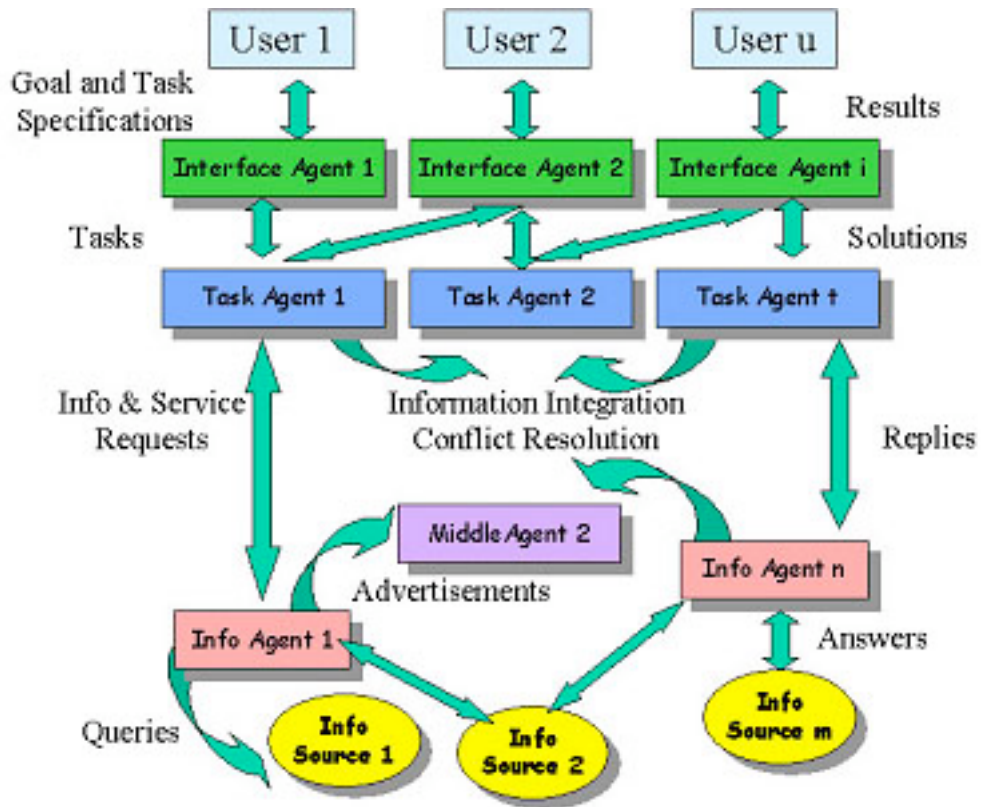 User 1
User 2
User u
Goal and Task
Specifications
Results
Interface Agent 1
Interface Agent 2
Interface Agent i
Tasks
Solutions
Task Agent 1
Task Agent 2
Task Agent t
Info & Service
Requests
Information Integration
Conflict Resolution
Replies
Middle Agent 2
Info Agent n
Advertisements
Info Agent 1
Answers
Queries
Info
Source 1
Info
Source 2
Info
Source m